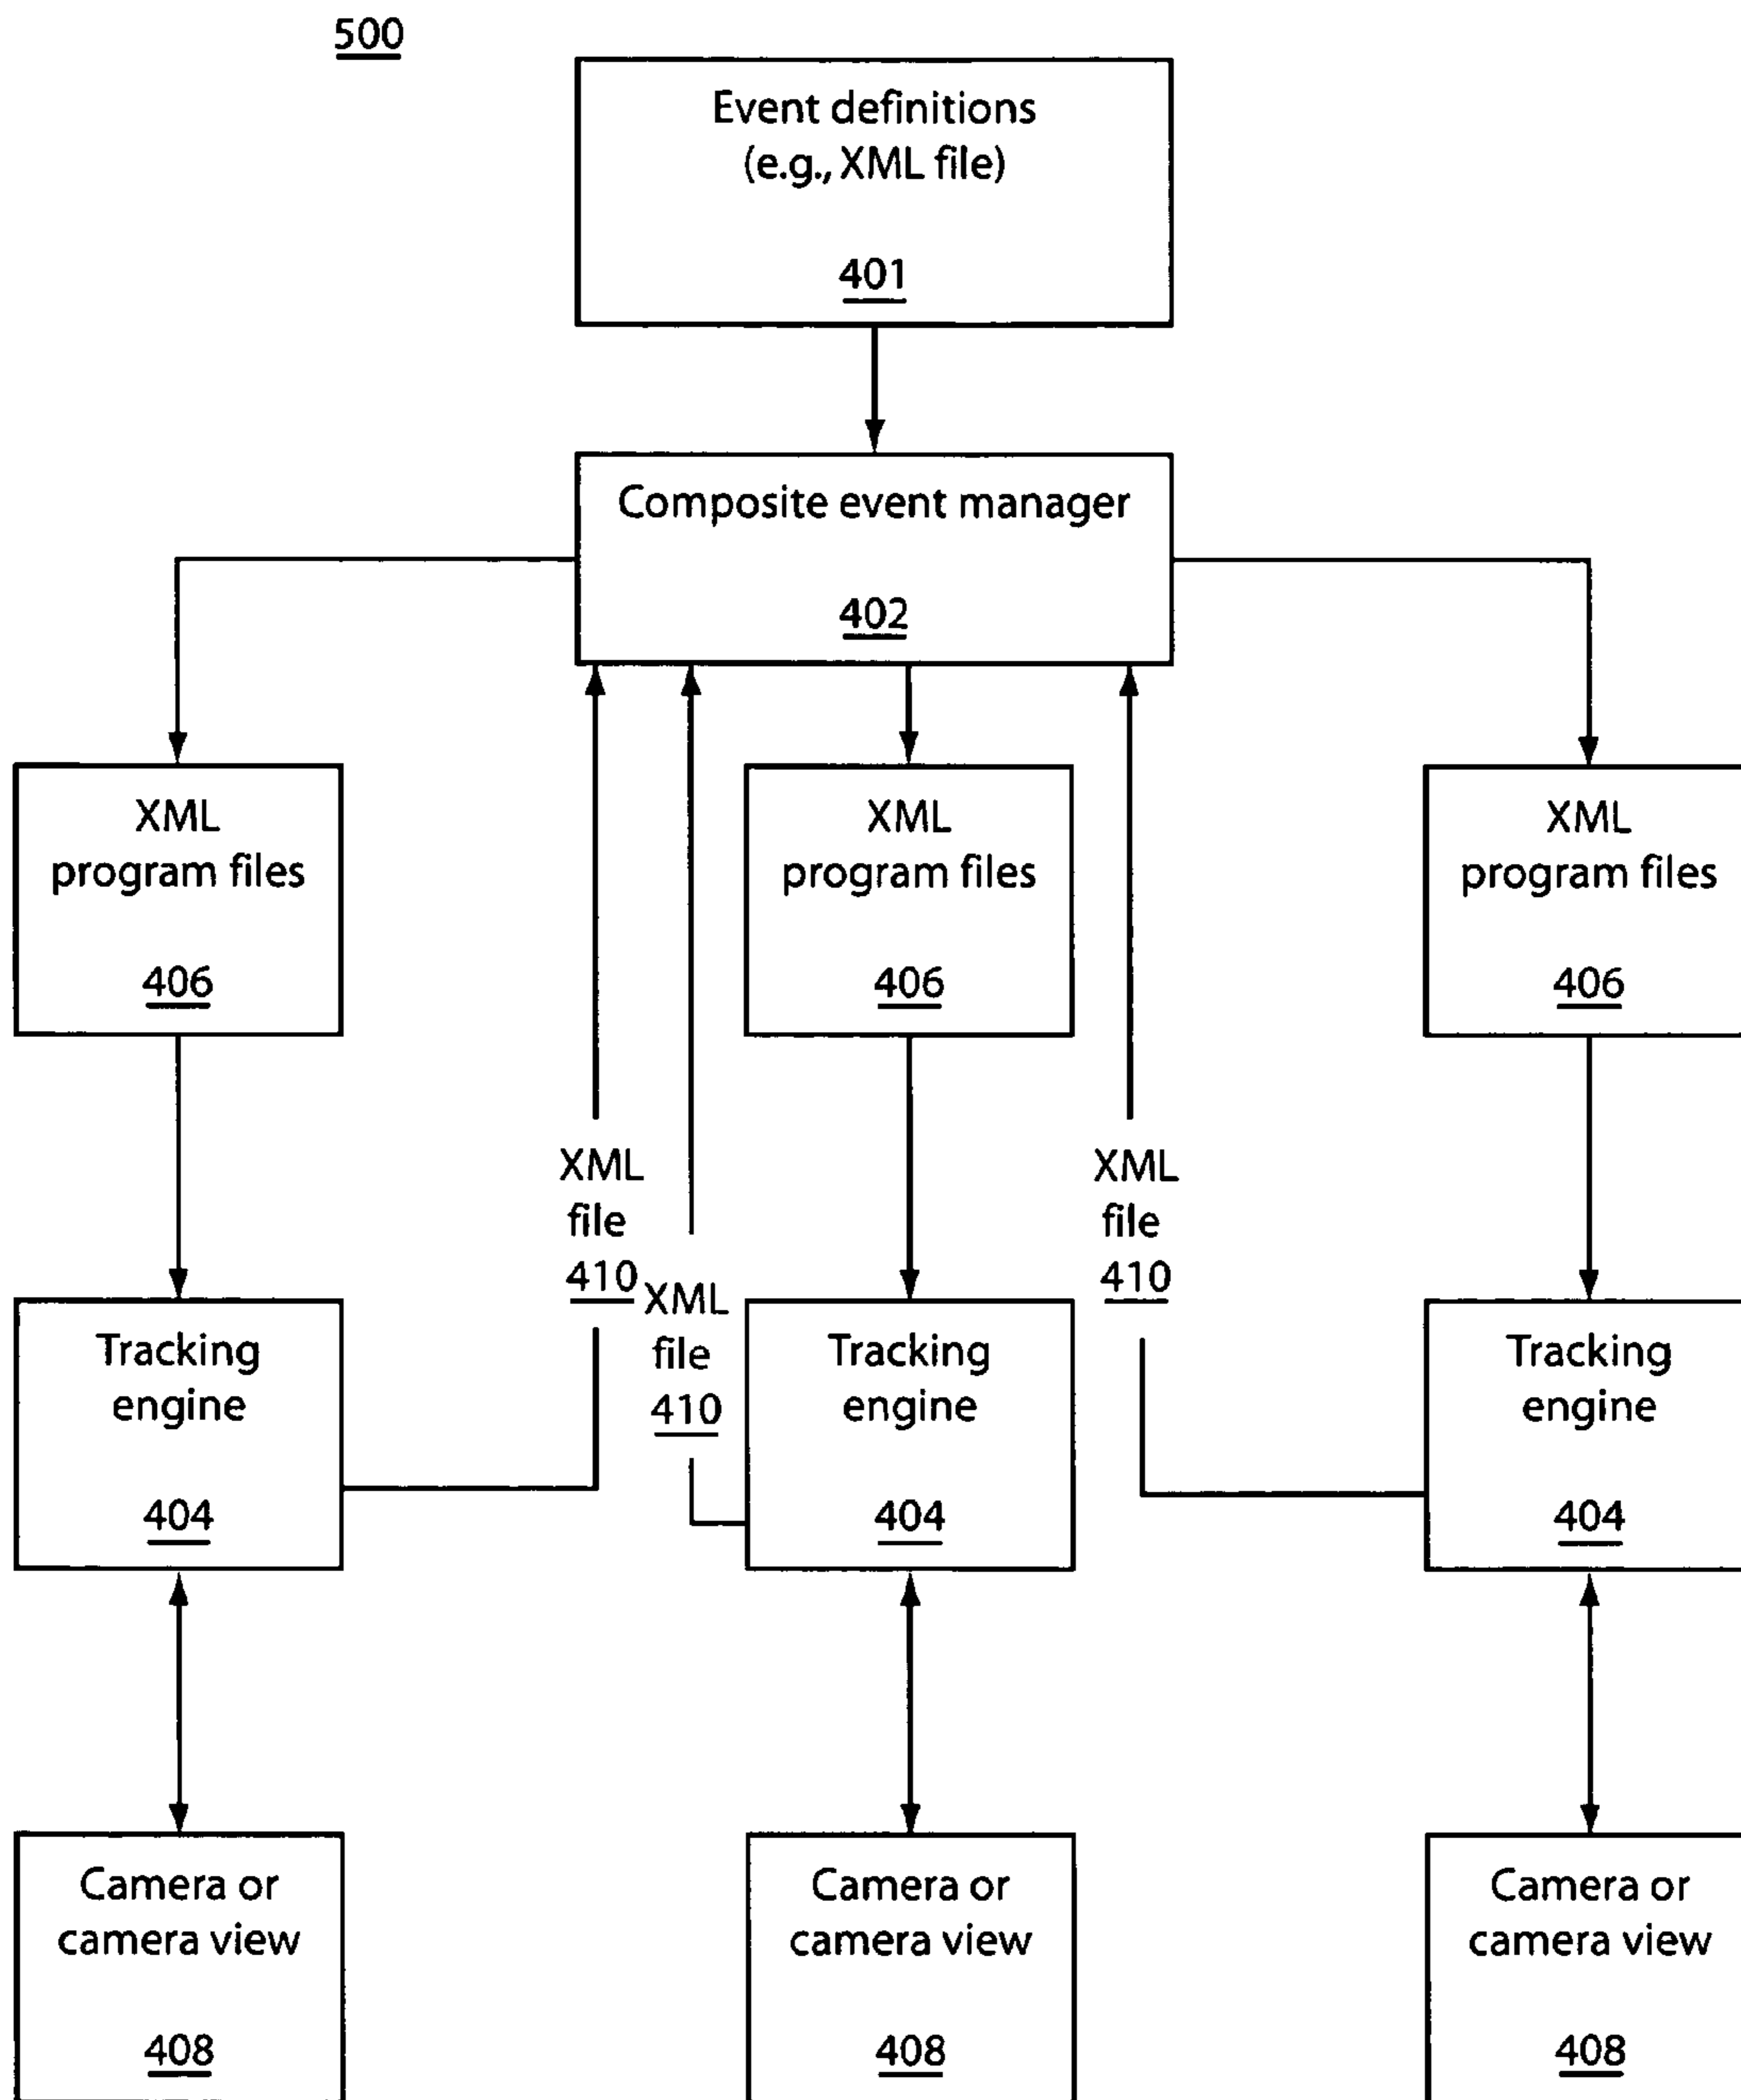 500
Event definitions
(e.g., XML file)
401
Composite event manager
402
XML
program files
406
XML
program files
406
XML
program files
406
XML
file
410
XML
file
410
XML
file
410
Tracking
engine
404
Tracking
engine
404
Tracking
engine
404
Camera or
camera view
408
Camera or
camera view
408
Camera or
camera view
408